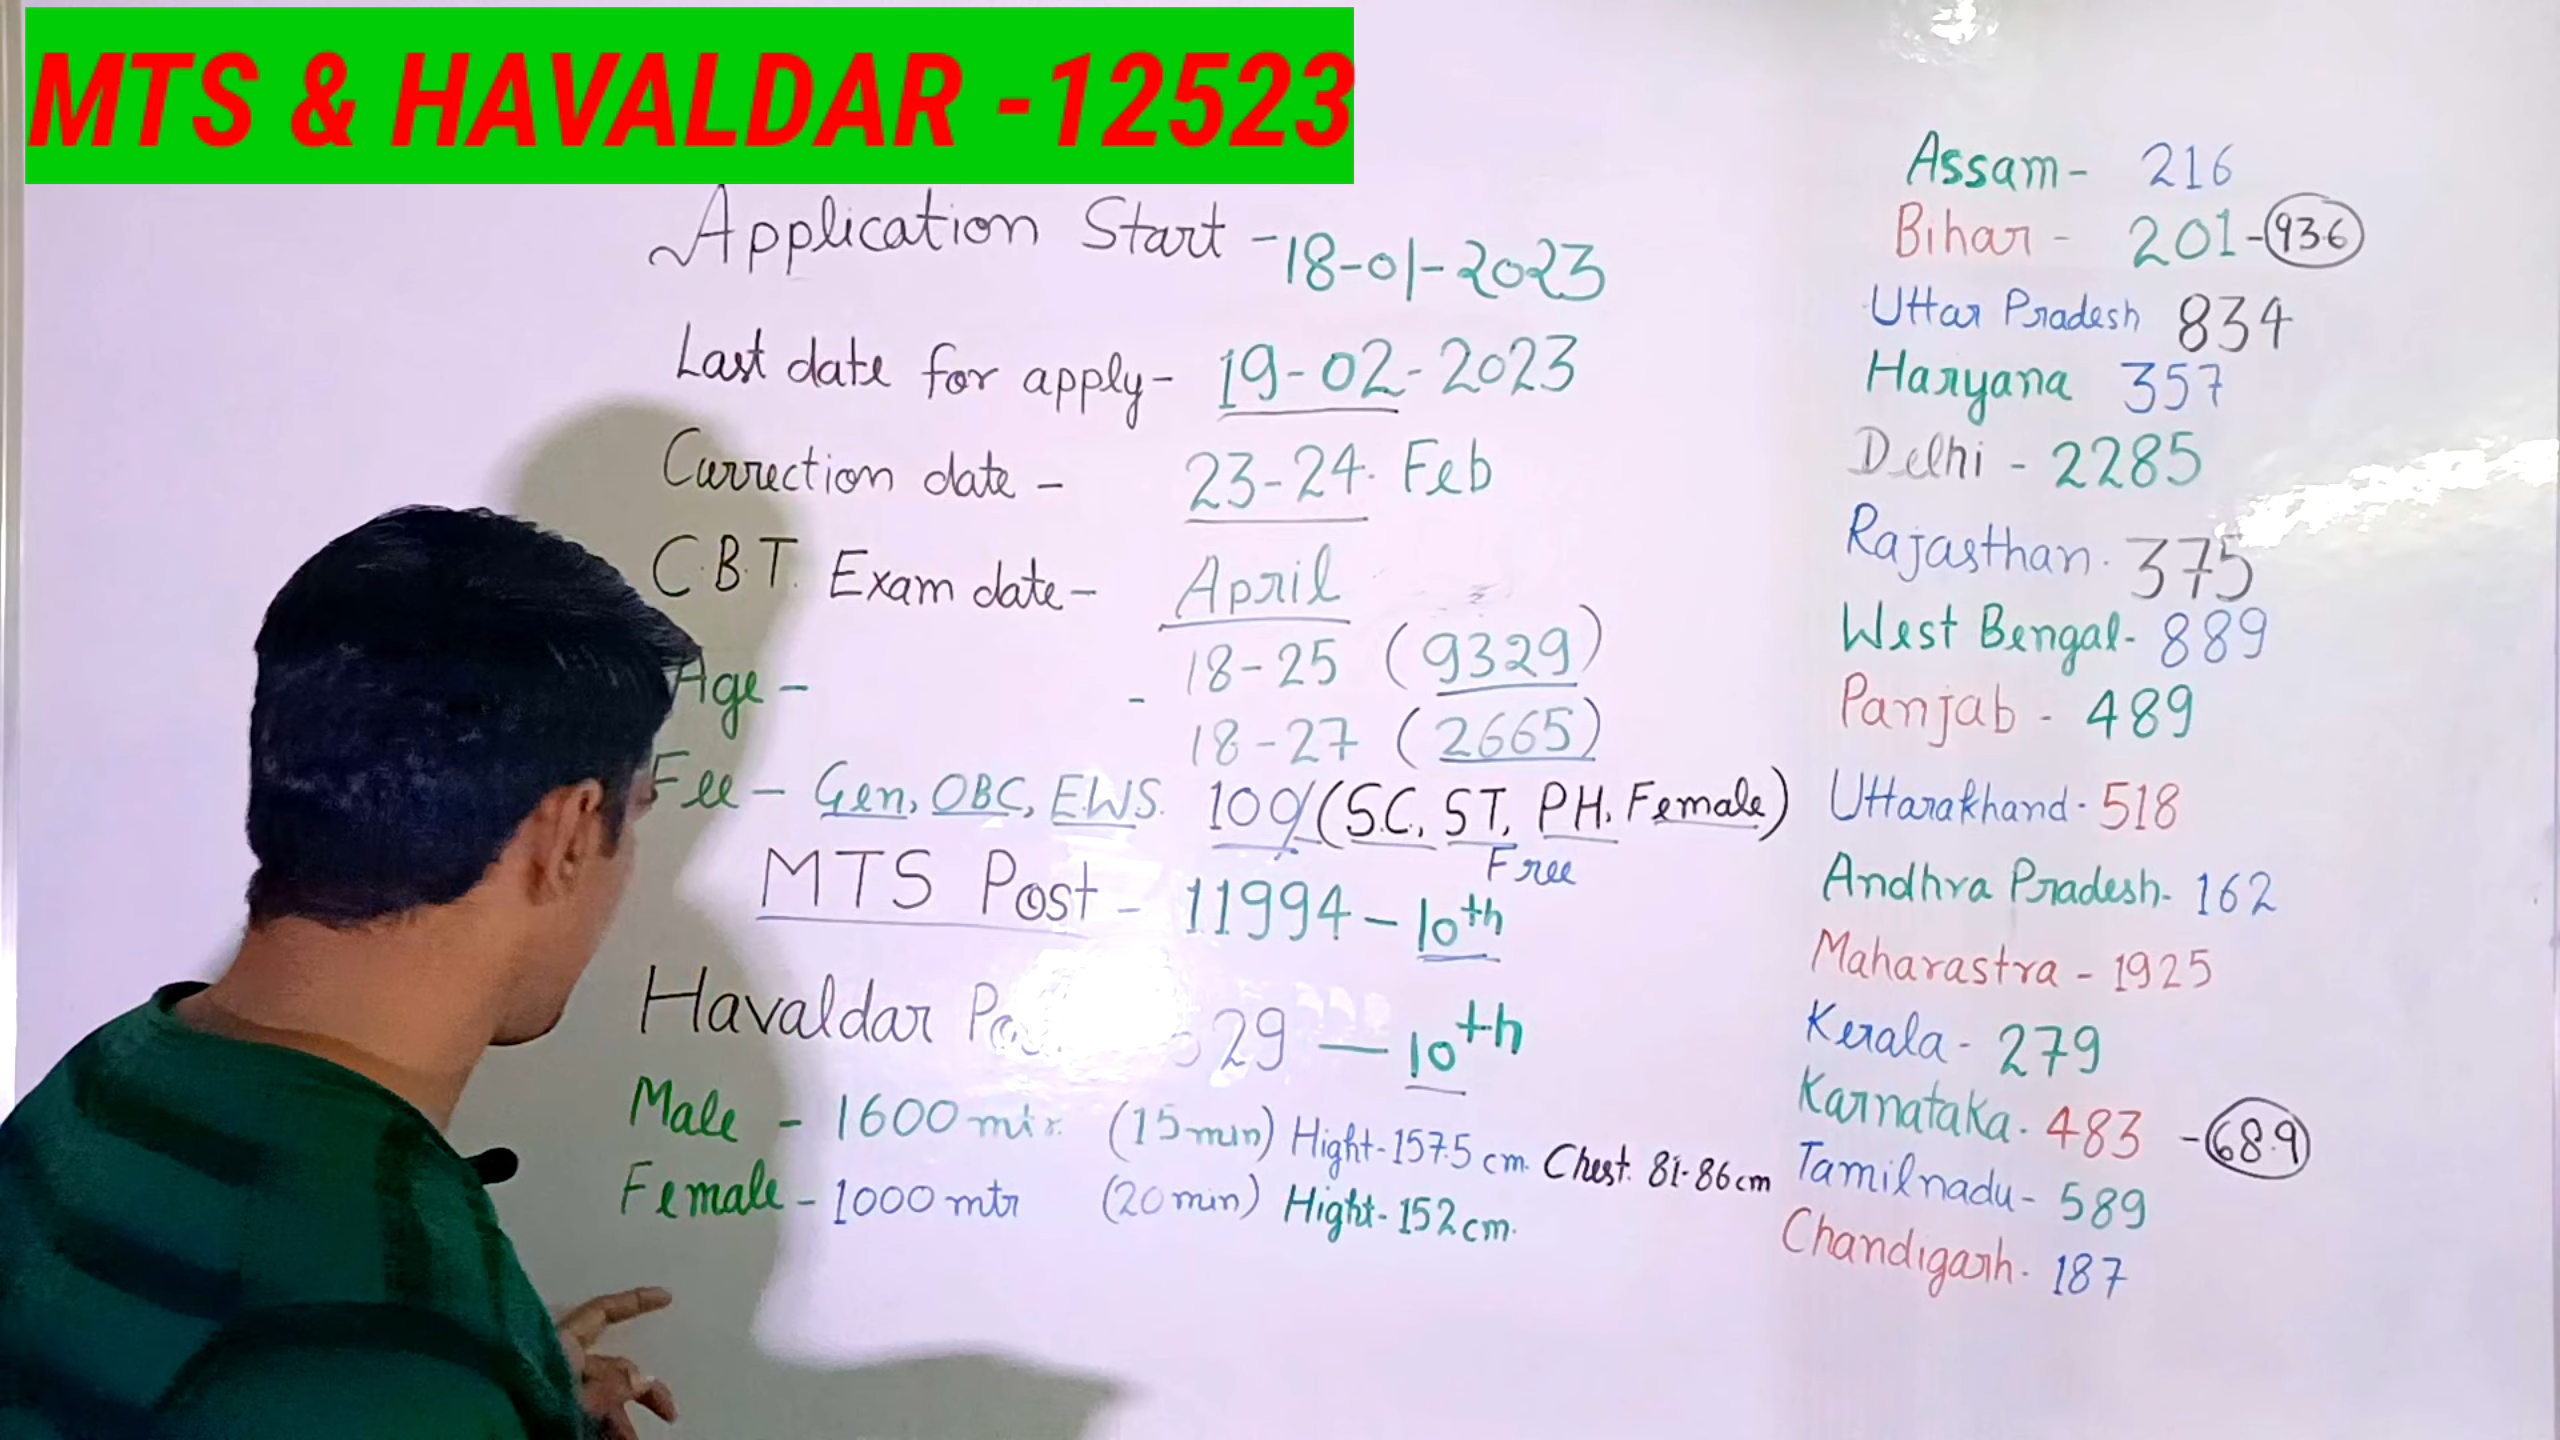 MTS & HAVALDAR -12523
Application Start - 18-01-2023
Last date for apply- 19-02-2023
Currection date - 23-24. Feb
C.B.T. Exam date- April
Age - - 18-25 (9329)
18-27 (2665)
Fee - Gen, OBC, EWS. 100/ (S.C, ST, PH, Female)
Free
MTS Post - 11994 - 10th
Havaldar 29 - 10th
Male - 1600 mtr. (15 min) Hight-157.5 cm. Chest. 81-86 cm
Female - 1000 mtr (20 min) Hight-152 cm.
Assam- 216
Bihar - 201 - 93.6
Uttar Pradesh 834
Haryana 357
Delhi - 2285
Rajasthan. 375
West Bengal- 889
Panjab - 489
Uttarakhand - 518
Andhra Pradesh- 162
Maharastra - 1925
Kerala - 279
Karnataka - 483 - 68.9
Tamilnadu - 589
Chandigarh - 187